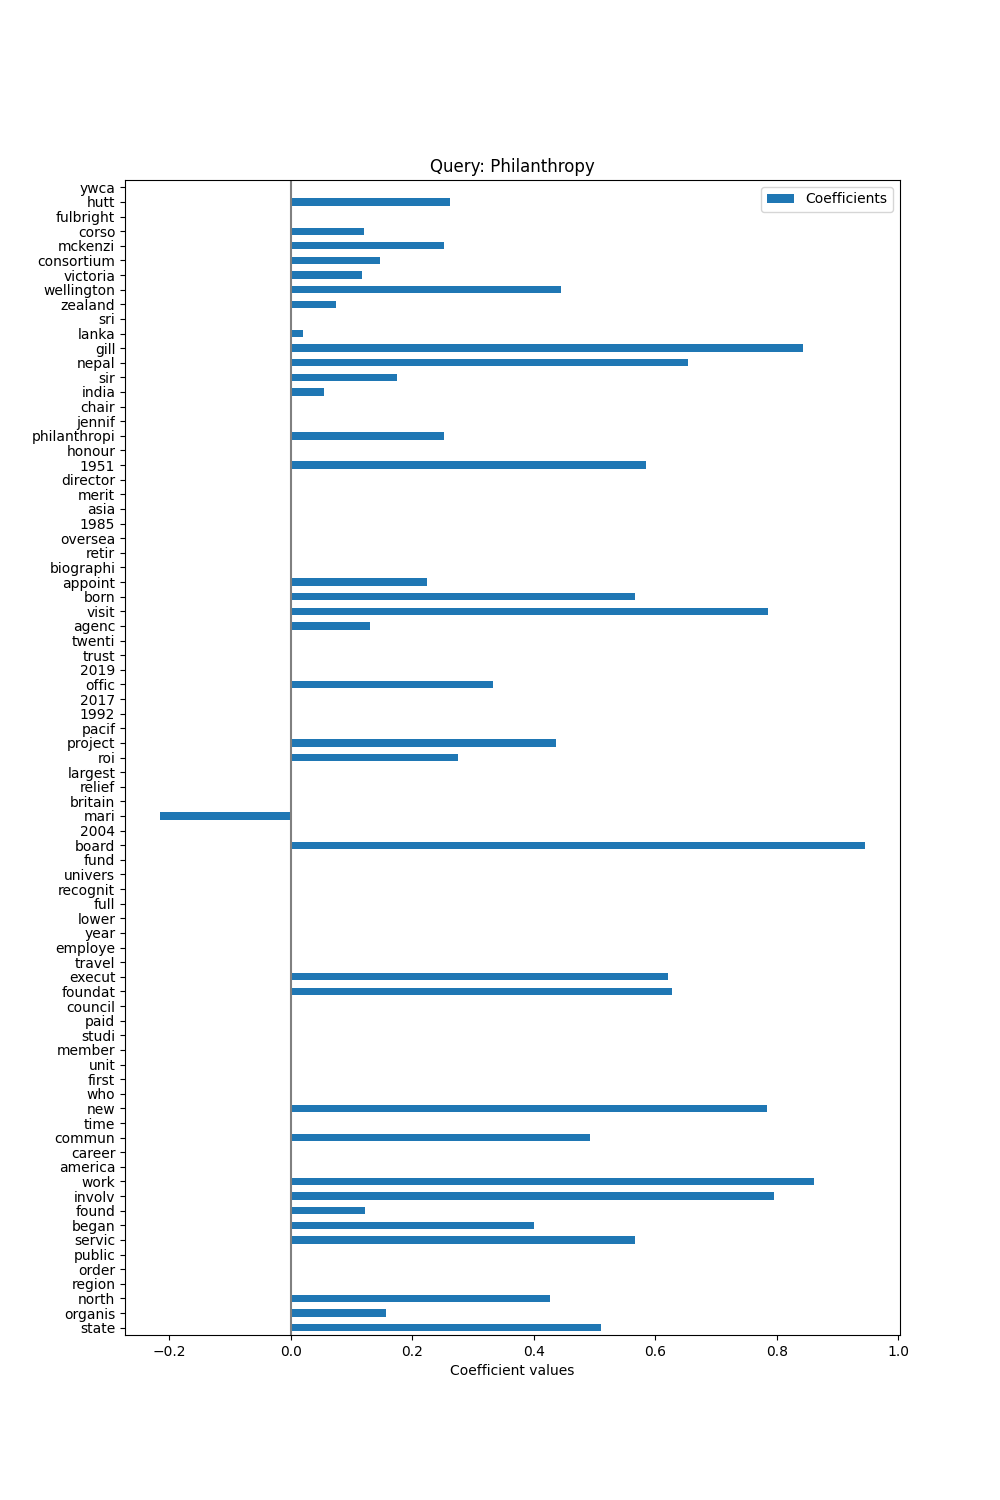 Query: Philanthropy
Coefficients
ywca
hutt
fulbright
corso
mckenzi
consortium
victoria
wellington
zealand
sri
lanka
gill
nepal
sir
india
chair
jennif
philanthropi
honour
1951
director
merit
asia
1985
oversea
retir
biographi
appoint
born
visit
agenc
twenti
trust
2019
offic
2017
1992
pacif
project
roi
largest
relief
britain
mari
2004
board
fund
univers
recognit
full
lower
year
employe
travel
execut
foundat
council
paid
studi
member
unit
first
who
new
time
commun
career
america
work
involv
found
began
servic
public
order
region
north
organis
state
−0.2 0.0 0.2 0.4 0.6 0.8 1.0
Coefficient values